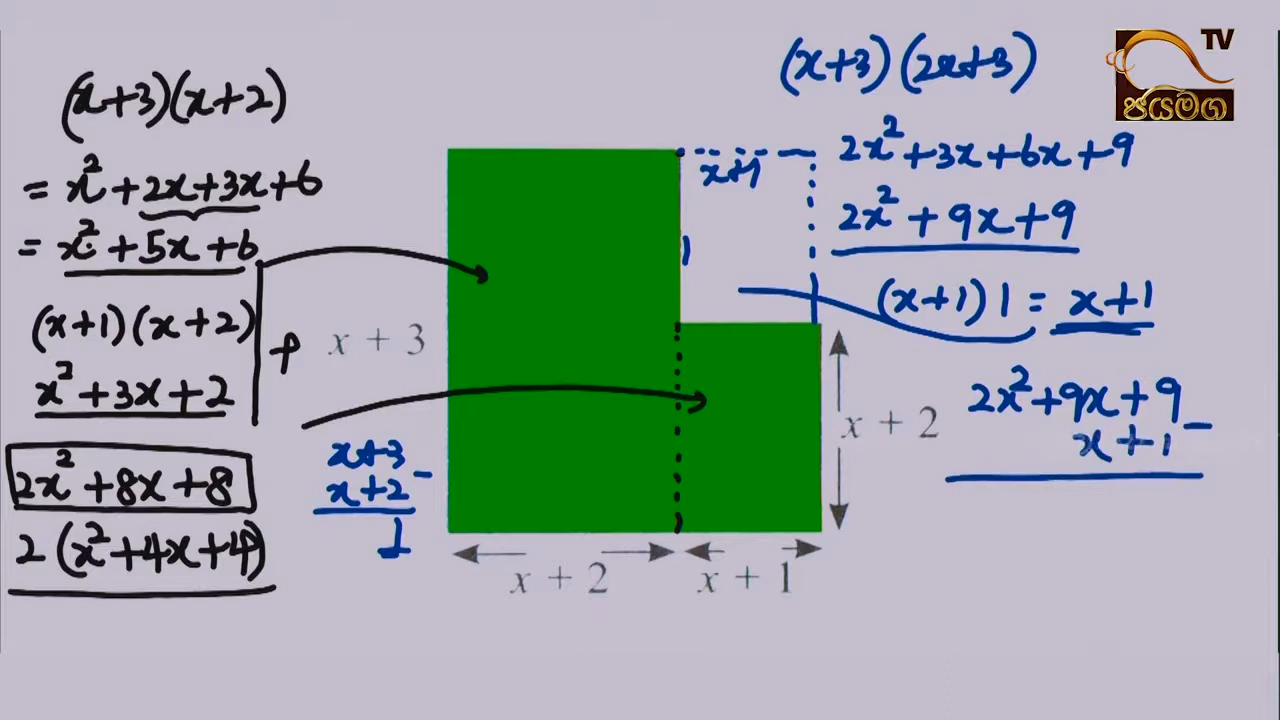 (x+3)(x+2)
= x² + 2x + 3x + 6
= x² + 5x + 6
(x+1)(x+2)
x² + 3x + 2
+
2x² + 8x + 8
2(x² + 4x + 4)
x + 3
x+3
x+2 –
1
x+1
1
x + 2
x + 1
x + 2
(x+3)(2x+3)
2x² + 3x + 6x + 9
2x² + 9x + 9
(x+1) 1 = x+1
2x² + 9x + 9
x + 1 –
TV
ජයමග